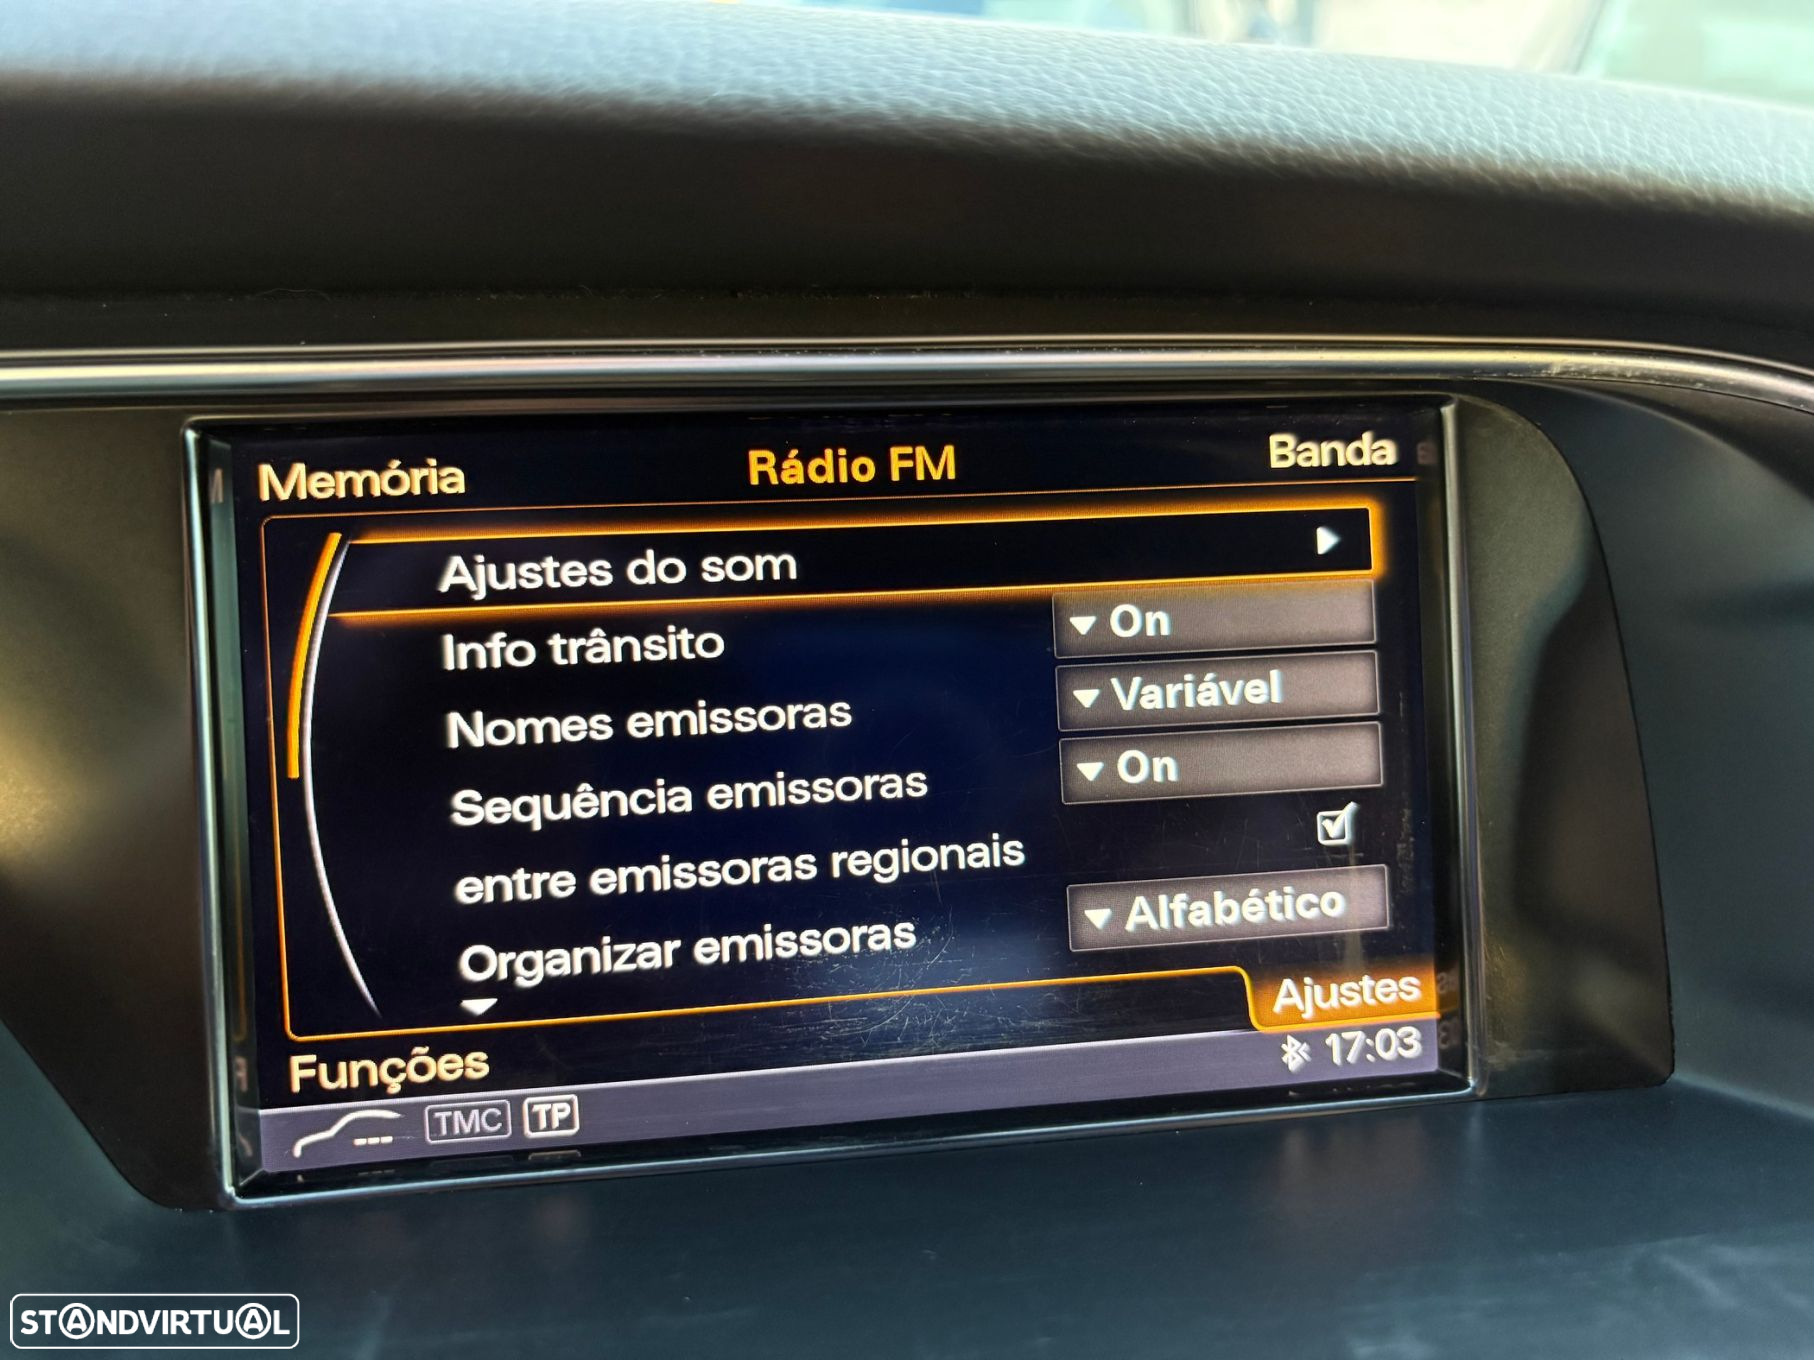 Memória
Rádio FM
Banda
Ajustes do som
Info trânsito
On
Nomes emissoras
Variável
Sequência emissoras
On
entre emissoras regionais
Organizar emissoras
Alfabético
Ajustes
Funções
17:03
TMC TP
STANDVIRTUAL